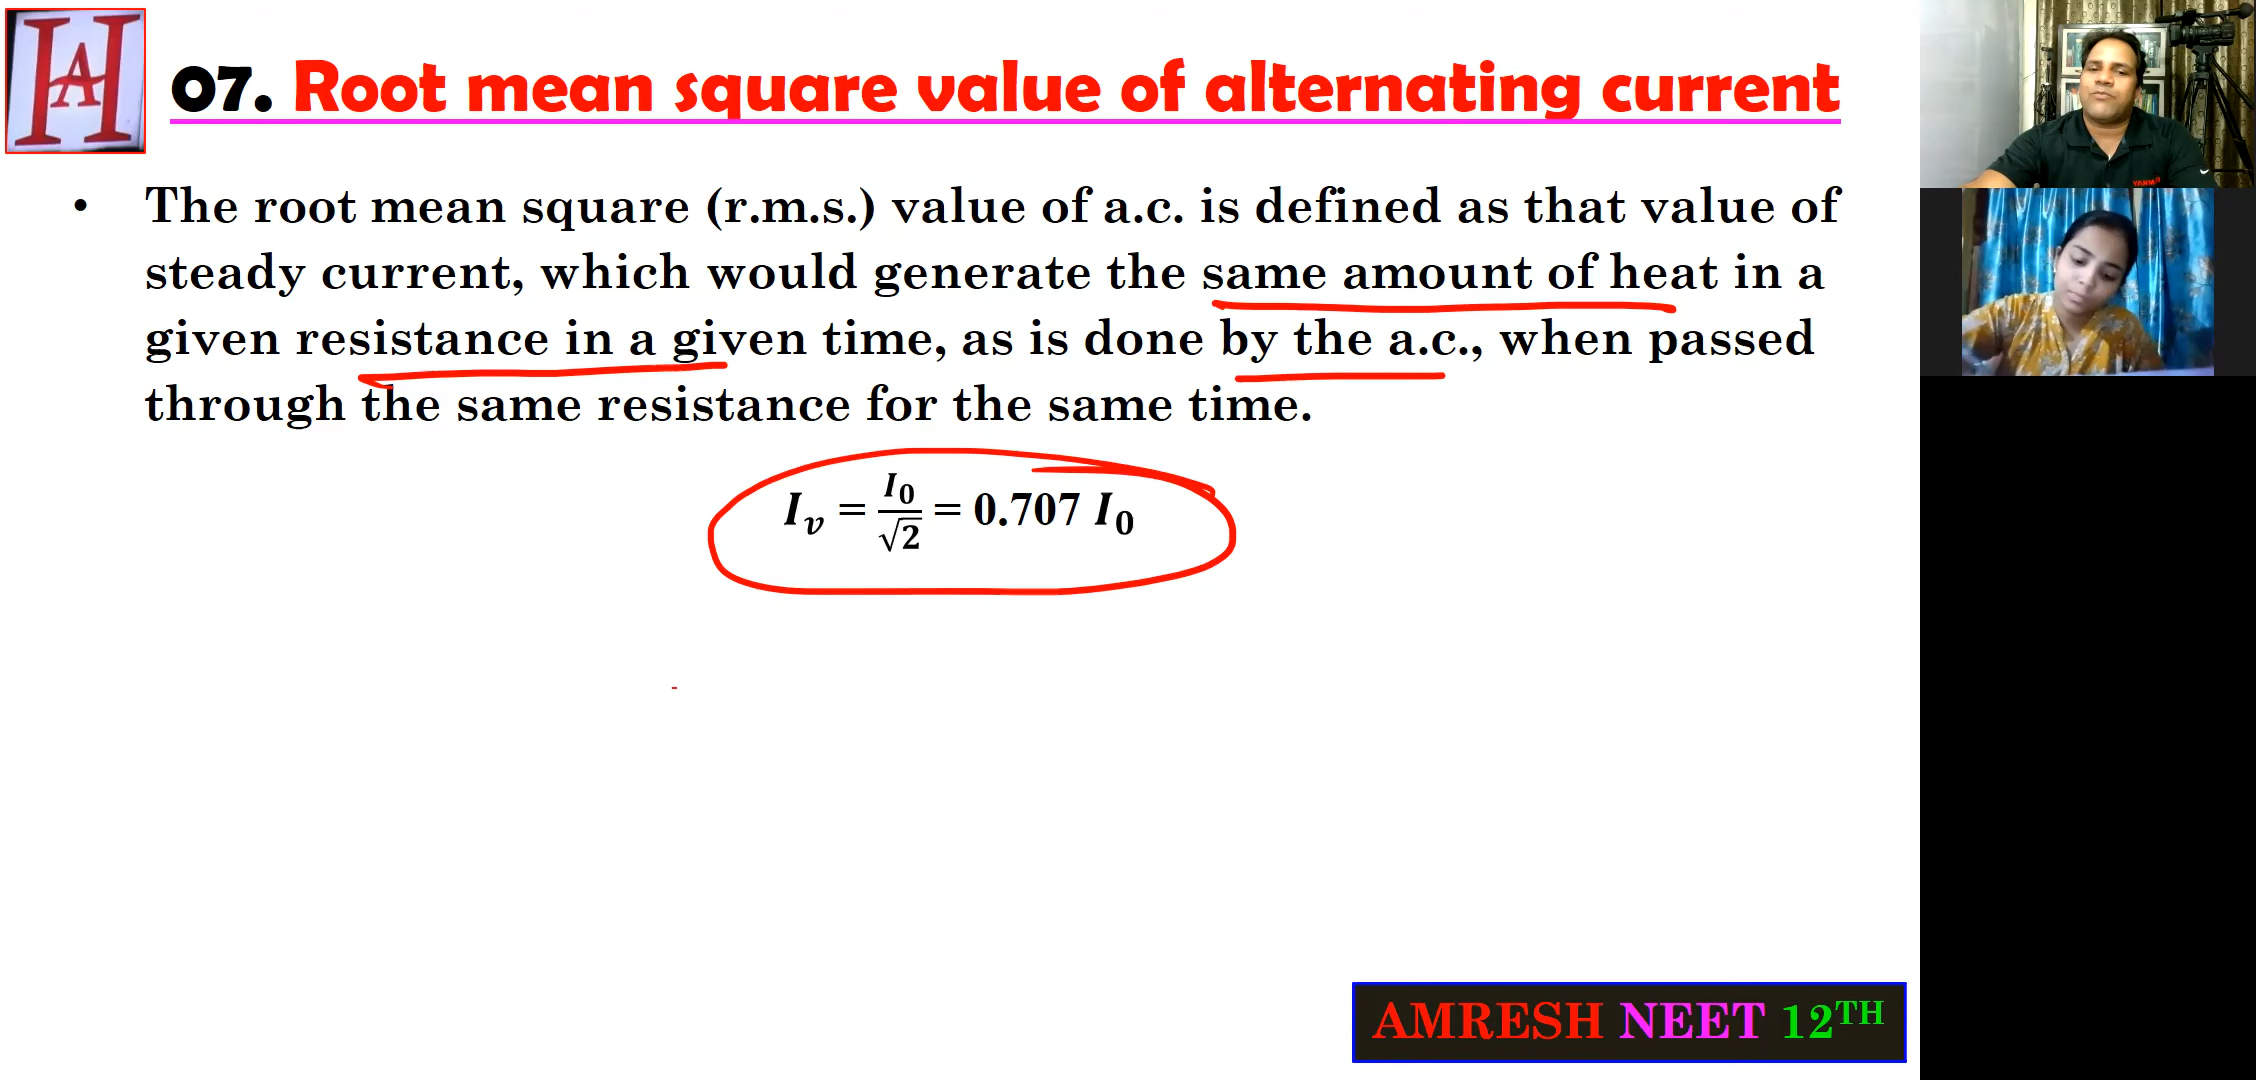 HA
07. Root mean square value of alternating current
• The root mean square (r.m.s.) value of a.c. is defined as that value of
steady current, which would generate the same amount of heat in a
given resistance in a given time, as is done by the a.c., when passed
through the same resistance for the same time.
I_v = I_0/√2 = 0.707 I_0
AMRESH NEET 12TH